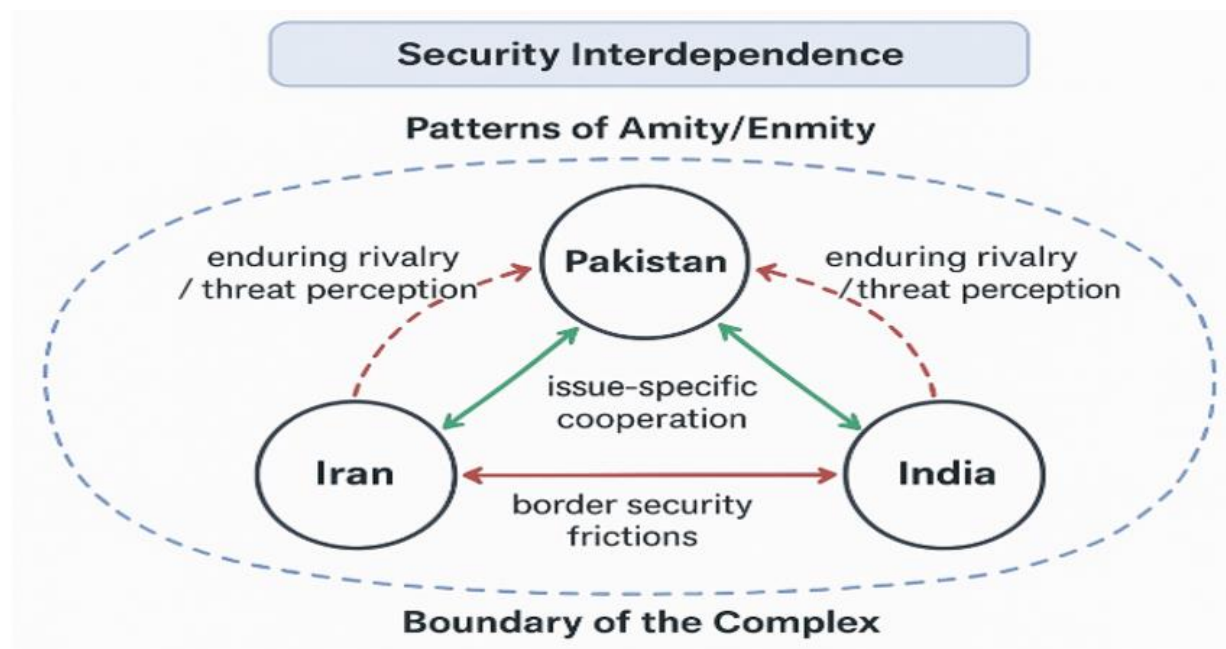 Security Interdependence
Patterns of Amity/Enmity
enduring rivalry
/ threat perception
Pakistan
enduring rivalry
/threat perception
issue-specific
cooperation
Iran
India
border security
frictions
Boundary of the Complex